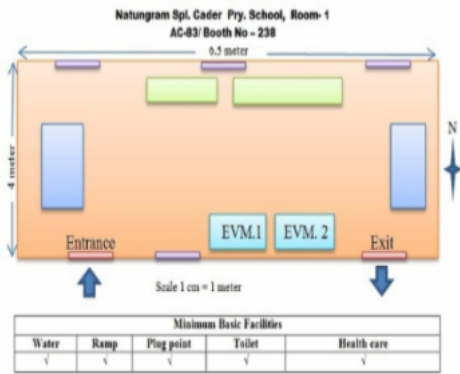 Natungram Spl. Cader Pry. School, Room- 1
AC-83/ Booth No – 238
6.5 meter
4 meter
N
EVM.1 EVM. 2
Entrance Exit
Scale 1 cm = 1 meter
Minimum Basic Facilities
Water Ramp Plug point Toilet Health care
√ √ √ √ √